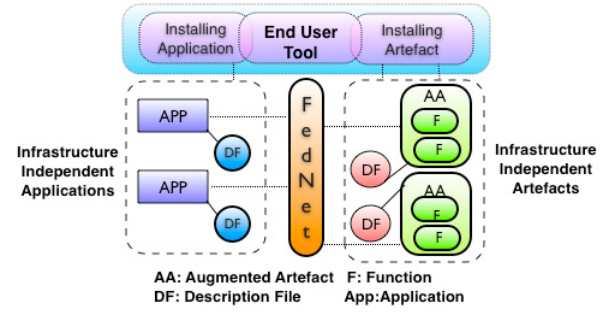 Installing
Application
End User
Tool
Installing
Artefact
APP
DF
APP
DF
FedNet
AA
F
F
DF
AA
F
F
DF
Infrastructure
Independent
Applications
Infrastructure
Independent
Artefacts
AA: Augmented Artefact F: Function
DF: Description File App:Application